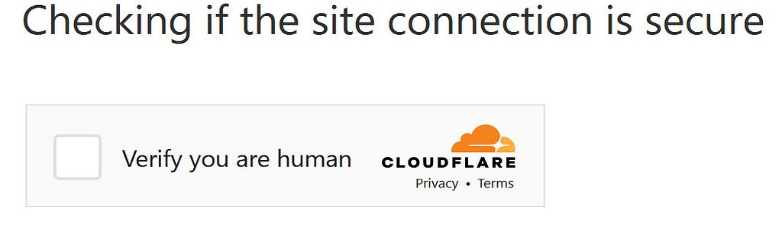 Checking if the site connection is secure
Verify you are human
CLOUDFLARE
Privacy • Terms